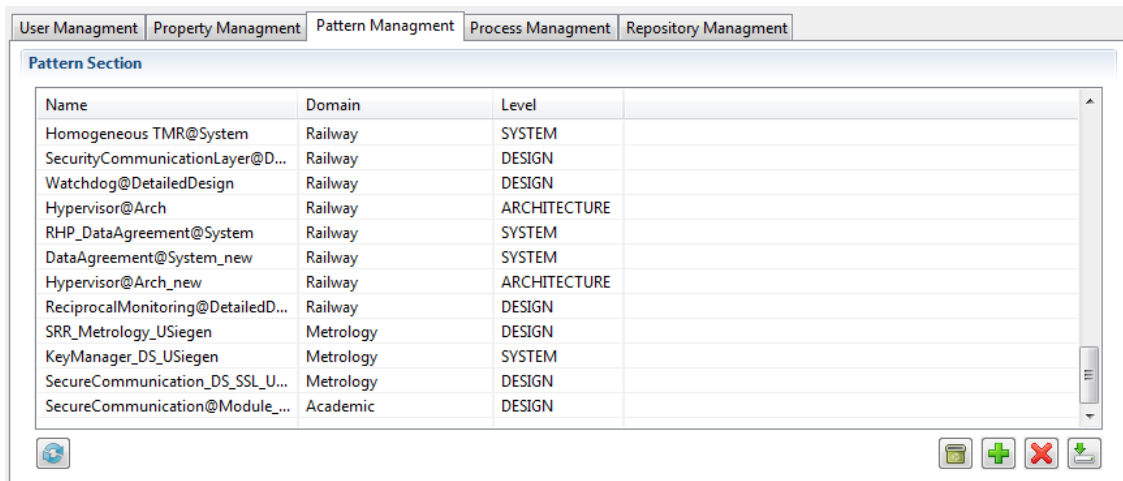 User Managment Property Managment Pattern Managment Process Managment Repository Managment
Pattern Section
Name Domain Level
Homogeneous TMR@System Railway SYSTEM
SecurityCommunicationLayer@D... Railway DESIGN
Watchdog@DetailedDesign Railway DESIGN
Hypervisor@Arch Railway ARCHITECTURE
RHP_DataAgreement@System Railway SYSTEM
DataAgreement@System_new Railway SYSTEM
Hypervisor@Arch_new Railway ARCHITECTURE
ReciprocalMonitoring@DetailedD... Railway DESIGN
SRR_Metrology_USiegen Metrology DESIGN
KeyManager_DS_USiegen Metrology SYSTEM
SecureCommunication_DS_SSL_U... Metrology DESIGN
SecureCommunication@Module_... Academic DESIGN